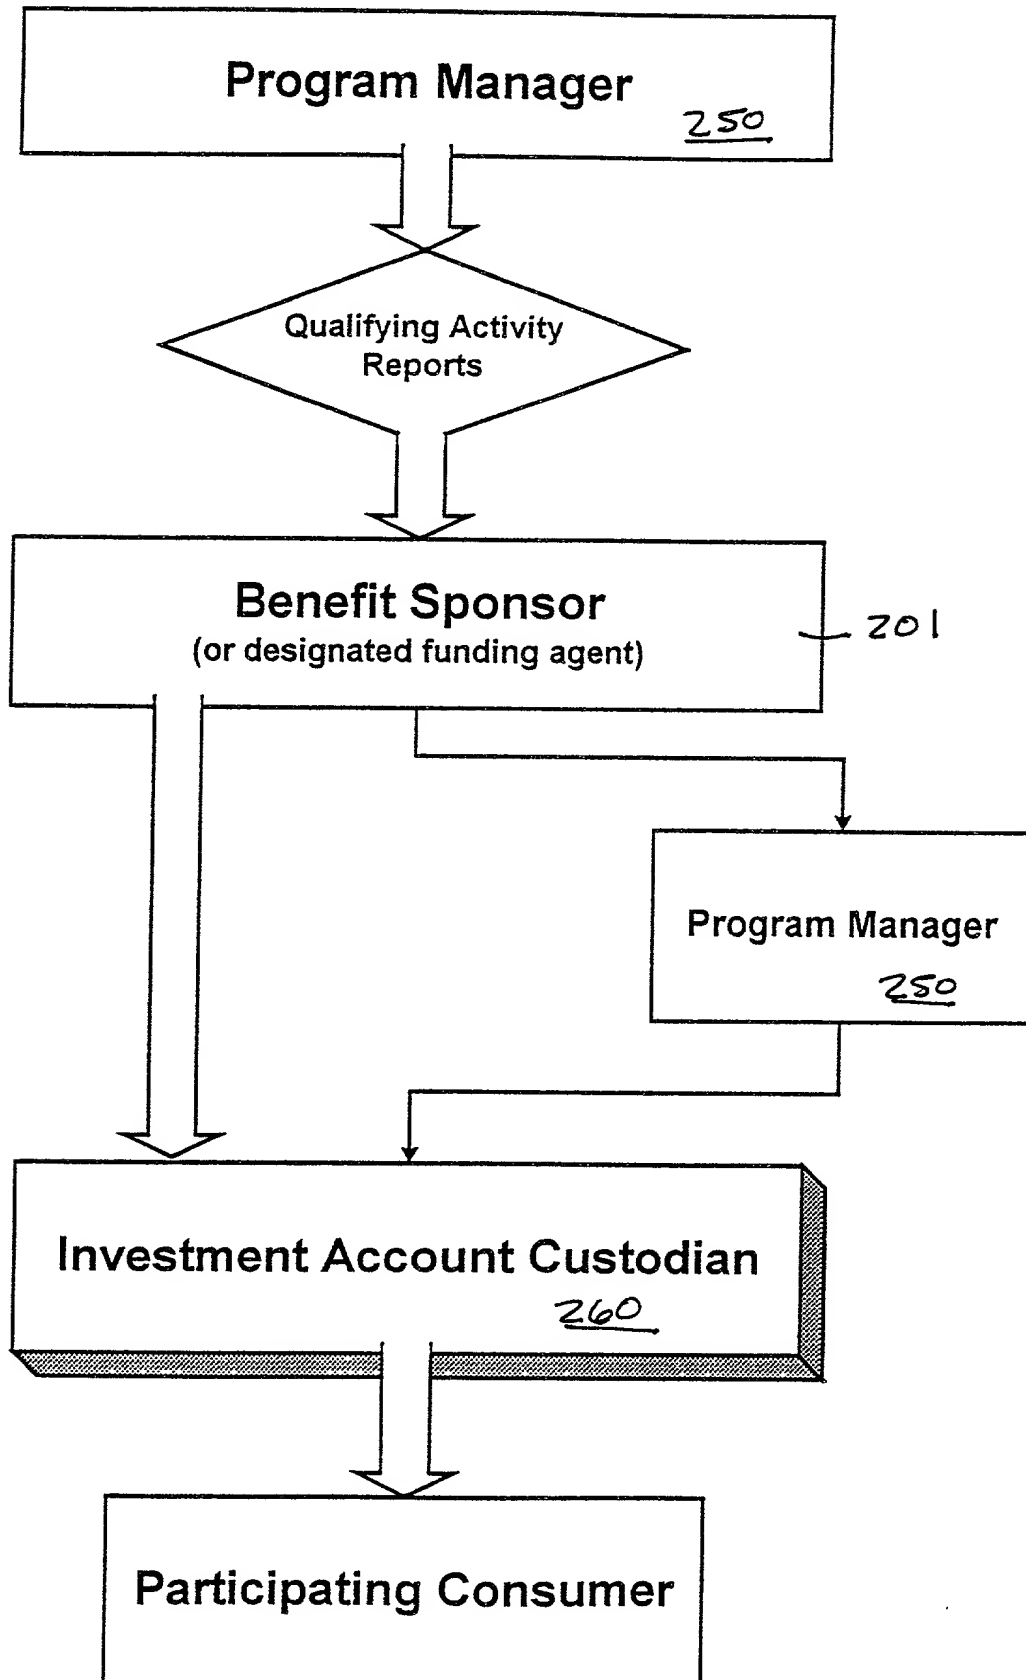 Program Manager
250
Qualifying Activity
Reports
Benefit Sponsor
(or designated funding agent)
201
Program Manager
250
Investment Account Custodian
260
Participating Consumer